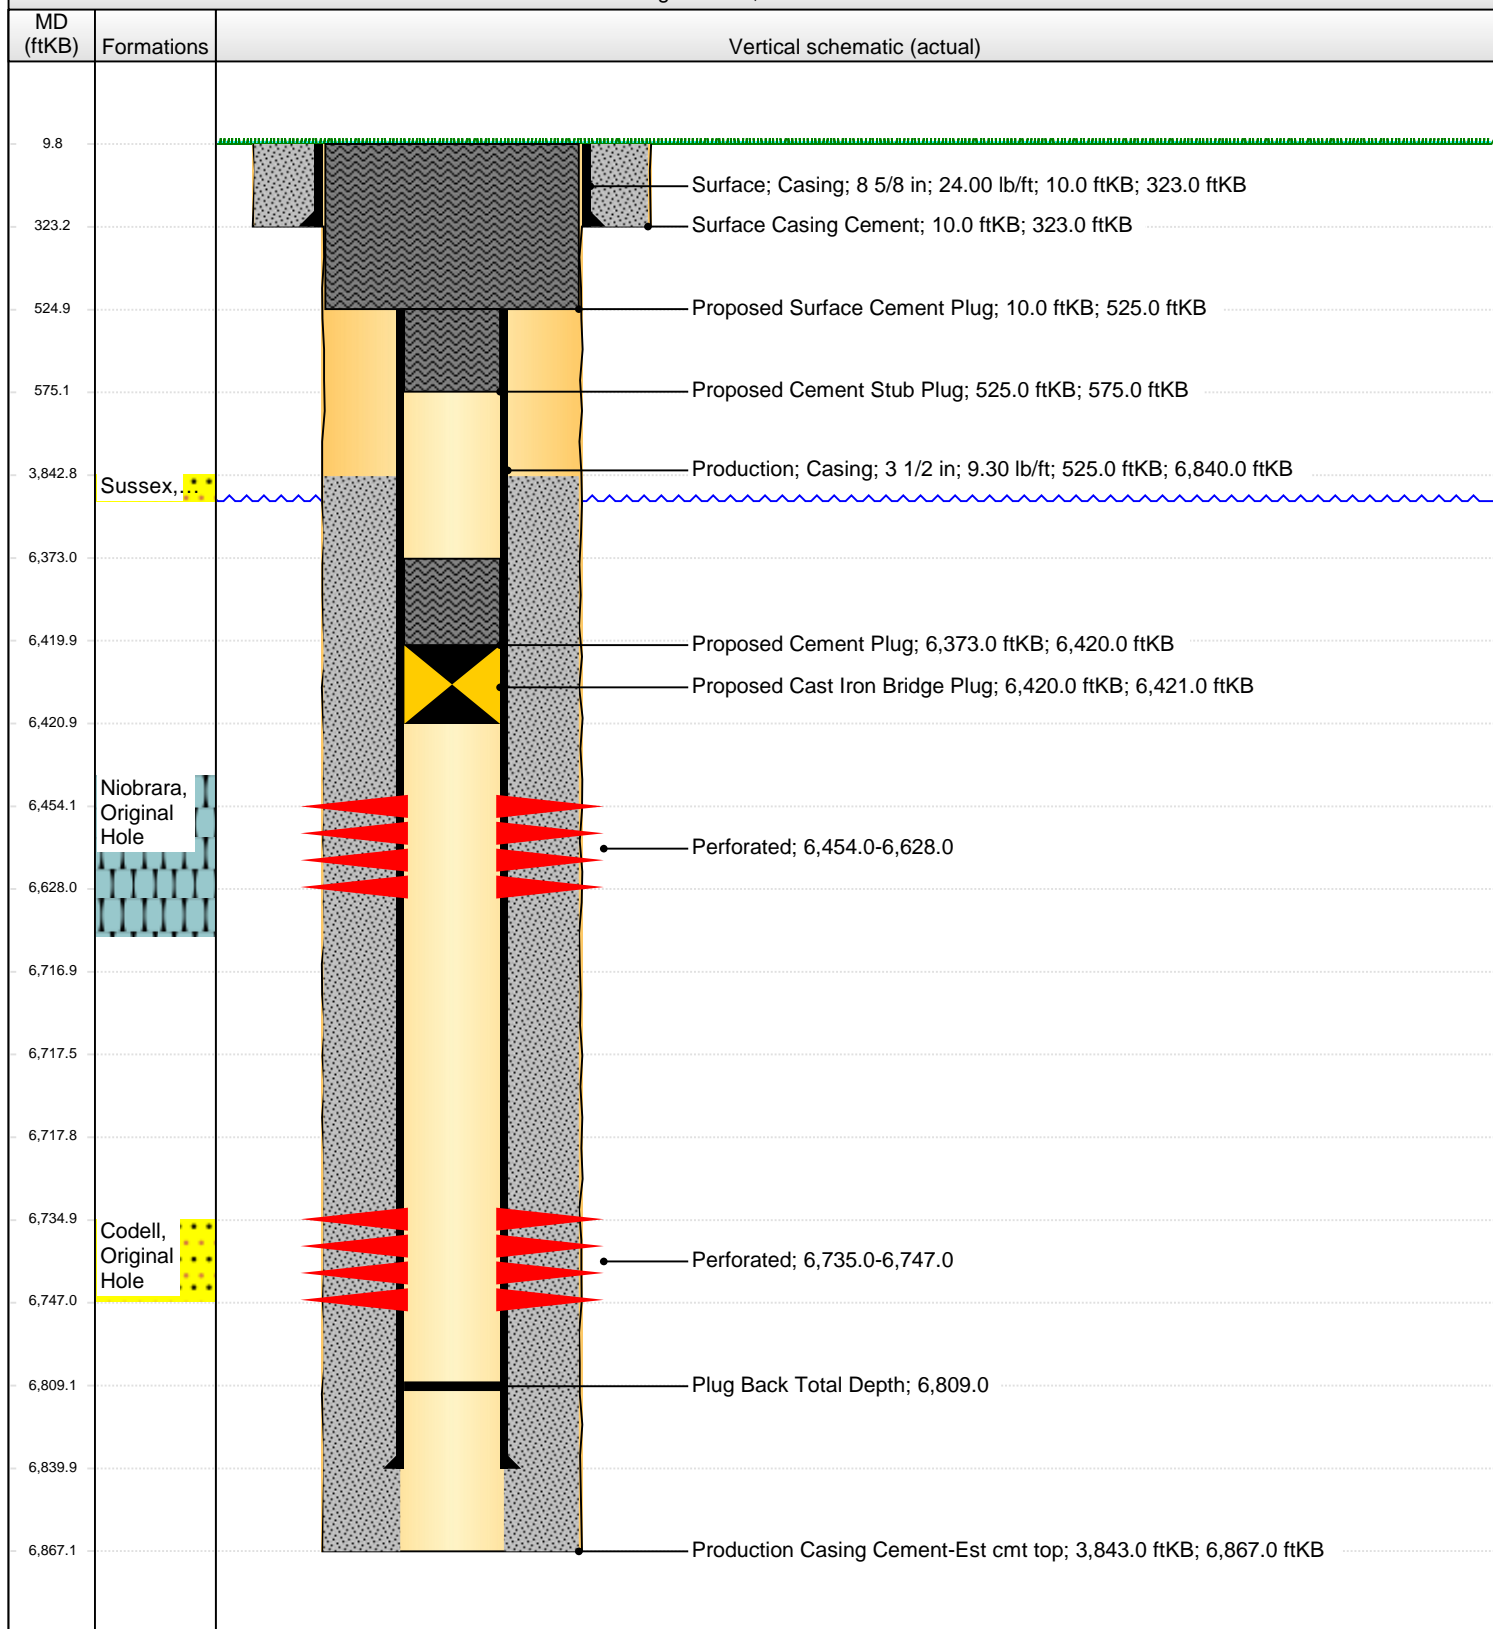 MD
(ftKB)
Formations
Vertical schematic (actual)
9.8
Surface; Casing; 8 5/8 in; 24.00 lb/ft; 10.0 ftKB; 323.0 ftKB
323.2
Surface Casing Cement; 10.0 ftKB; 323.0 ftKB
524.9
Proposed Surface Cement Plug; 10.0 ftKB; 525.0 ftKB
575.1
Proposed Cement Stub Plug; 525.0 ftKB; 575.0 ftKB
3,842.8
Production; Casing; 3 1/2 in; 9.30 lb/ft; 525.0 ftKB; 6,840.0 ftKB
Sussex,...
6,373.0
6,419.9
Proposed Cement Plug; 6,373.0 ftKB; 6,420.0 ftKB
Proposed Cast Iron Bridge Plug; 6,420.0 ftKB; 6,421.0 ftKB
6,420.9
Niobrara,
Original
Hole
6,454.1
Perforated; 6,454.0-6,628.0
6,628.0
6,716.9
6,717.5
6,717.8
6,734.9
Codell,
Original
Hole
Perforated; 6,735.0-6,747.0
6,747.0
6,809.1
Plug Back Total Depth; 6,809.0
6,839.9
6,867.1
Production Casing Cement-Est cmt top; 3,843.0 ftKB; 6,867.0 ftKB